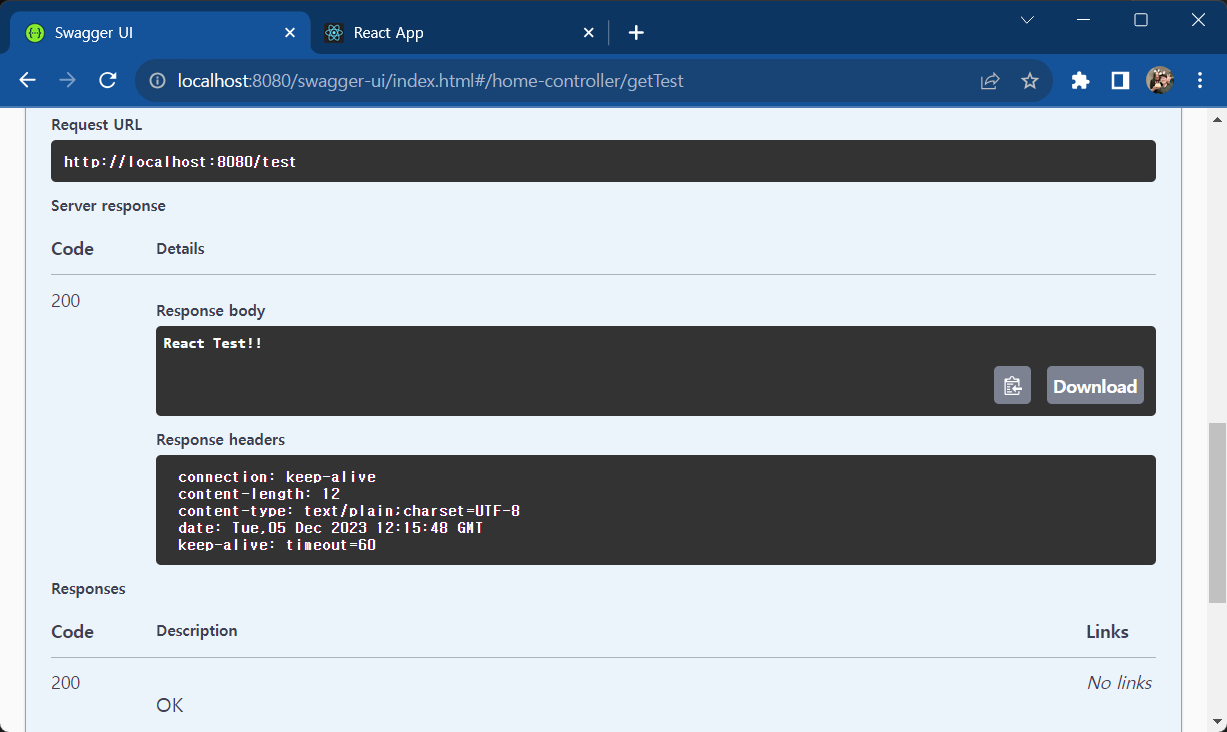 Swagger UI
React App
localhost:8080/swagger-ui/index.html#/home-controller/getTest
Request URL
http://localhost:8080/test
Server response
Code Details
200
Response body
React Test!!
Download
Response headers
connection: keep-alive
content-length: 12
content-type: text/plain;charset=UTF-8
date: Tue,05 Dec 2023 12:15:48 GMT
keep-alive: timeout=60
Responses
Code Description Links
200 No links
OK